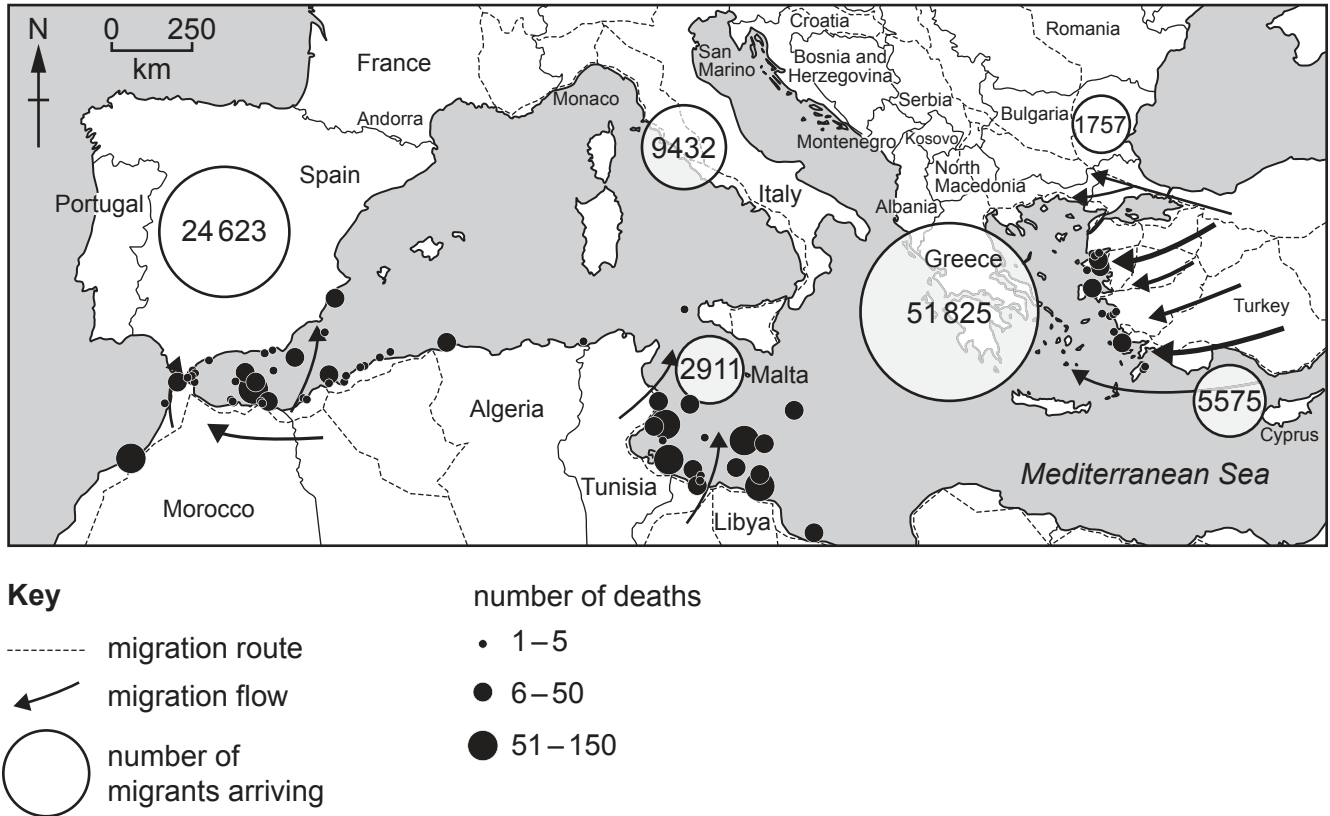 N
0 250
km
France
Croatia
Romania
San
Marino
Bosnia and
Herzegovina
Monaco
Andorra
Serbia
Bulgaria
1757
Montenegro
Kosovo
9432
North
Macedonia
Spain
Portugal
Italy
Albania
24 623
Greece
51 825
Turkey
2911
Malta
5575
Cyprus
Algeria
Mediterranean Sea
Tunisia
Morocco
Libya
Key
migration route
migration flow
number of
migrants arriving
number of deaths
1–5
6–50
51–150